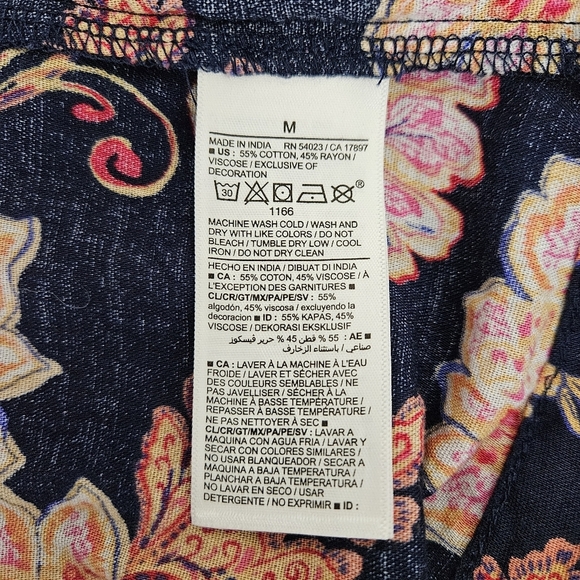 M
MADE IN INDIA RN 54023 / CA 17897
■ US : 55% COTTON, 45% RAYON /
VISCOSE / EXCLUSIVE OF
DECORATION
30
®
1166
MACHINE WASH COLD / WASH AND
DRY WITH LIKE COLORS / DO NOT
BLEACH / TUMBLE DRY LOW / COOL
IRON / DO NOT DRY CLEAN
HECHO EN INDIA / DIBUAT DI INDIA
■ CA : 55% COTON, 45% VISCOSE / À
L'EXCEPTION DES GARNITURES ■
CL/CR/GT/MX/PA/PE/SV : 55%
algodón, 45% viscosa / excluyendo la
decoracion ■ ID : 55% KAPAS, 45%
VISCOSE / DEKORASI EKSKLUSIF
■ AE : 55 % قطن 45 % حرير ڤيسكوز
صناعي / باستثناء الزخارف
■ CA : LAVER À LA MACHINE À L'EAU
FROIDE / LAVER ET SÉCHER AVEC
DES COULEURS SEMBLABLES / NE
PAS JAVELLISER / SÉCHER À LA
MACHINE À BASSE TEMPÉRATURE /
REPASSER À BASSE TEMPÉRATURE /
NE PAS NETTOYER À SEC ■
CL/CR/GT/MX/PA/PE/SV : LAVAR A
MAQUINA CON AGUA FRIA / LAVAR Y
SECAR CON COLORES SIMILARES /
NO USAR BLANQUEADOR / SECAR A
MAQUINA A BAJA TEMPERATURA /
PLANCHAR A BAJA TEMPERATURA /
NO LAVAR EN SECO / USAR
DETERGENTE / NO EXPRIMIR ■ ID :